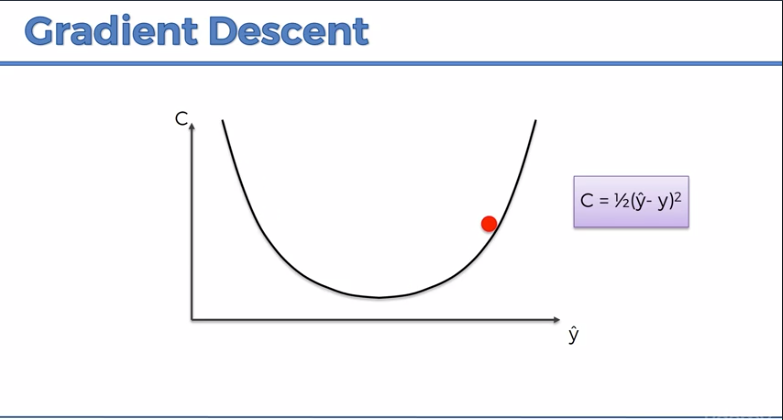 Gradient Descent
C
C = ½(ŷ- y)²
ŷ